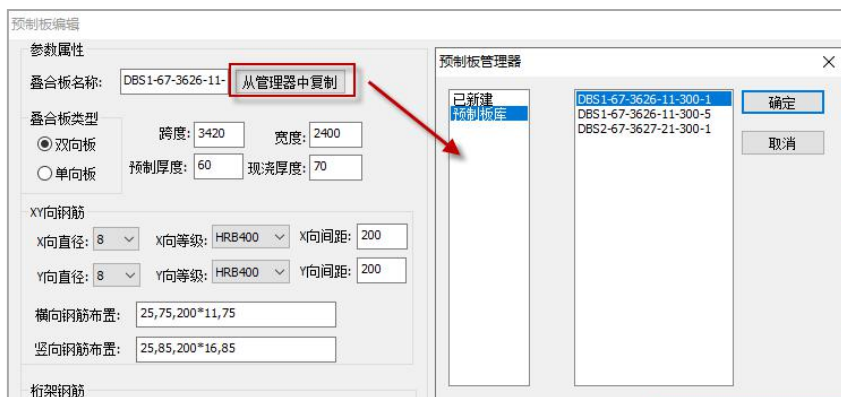 预制板编辑
参数属性
叠合板名称: DBS1-67-3626-11- 从管理器中复制
叠合板类型
双向板
单向板
跨度: 3420 宽度: 2400
预制厚度: 60 现浇厚度: 70
XY向钢筋
X向直径: 8 X向等级: HRB400 X向间距: 200
Y向直径: 8 Y向等级: HRB400 Y向间距: 200
横向钢筋布置: 25,75,200*11,75
竖向钢筋布置: 25,85,200*16,85
桁架钢筋
预制板管理器
已新建
预制板库
DBS1-67-3626-11-300-1
DBS1-67-3626-11-300-5
DBS2-67-3627-21-300-1
确定
取消